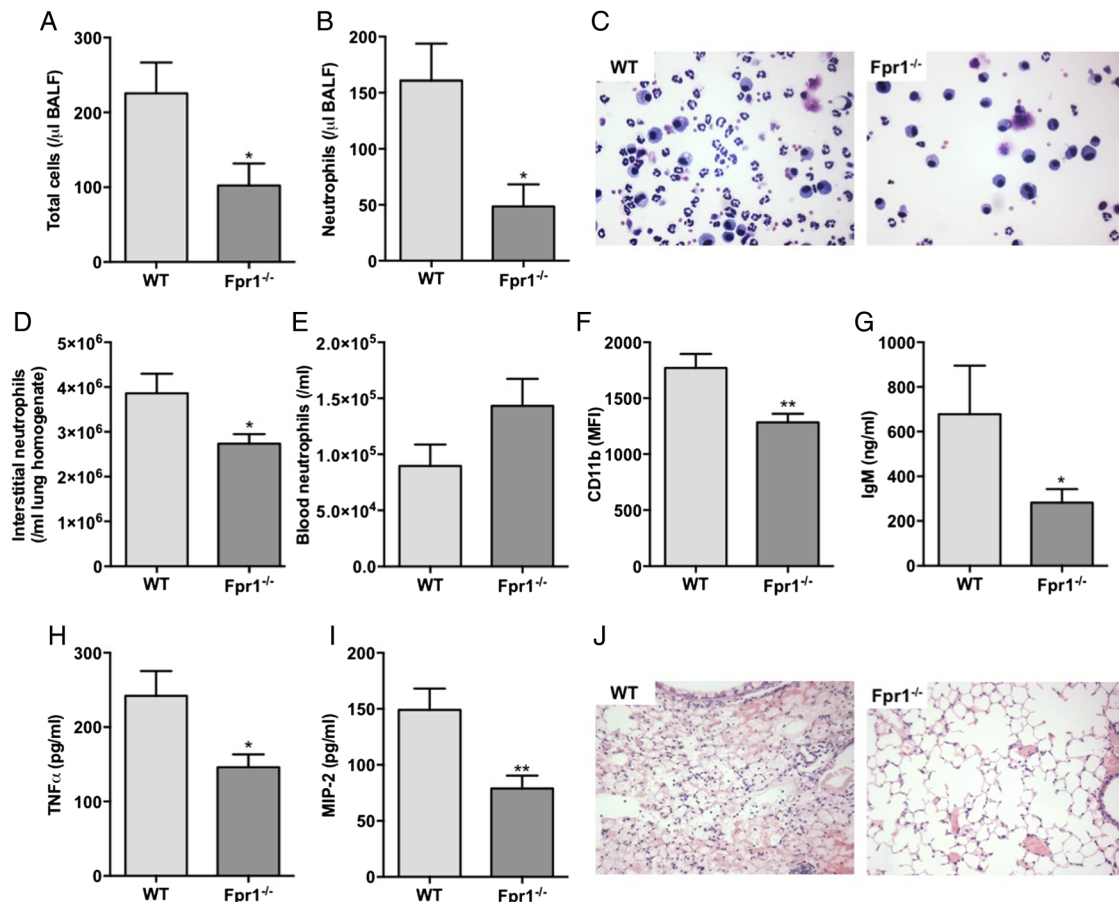 A
Total cells (/µl BALF)
300
200
100
0
*
WT
Fpr1-/-
B
Neutrophils (/µl BALF)
200
150
100
50
0
*
WT
Fpr1-/-
C
WT
Fpr1-/-
D
Interstitial neutrophils
(/ml lung homogenate)
5×10⁶
4×10⁶
3×10⁶
2×10⁶
1×10⁶
0
*
WT
Fpr1-/-
E
Blood neutrophils (/ml)
2.0×10⁵
1.5×10⁵
1.0×10⁵
5.0×10⁴
0.0
WT
Fpr1-/-
F
CD11b (MFI)
2000
1500
1000
500
0
**
WT
Fpr1-/-
G
IgM (ng/ml)
1000
800
600
400
200
0
*
WT
Fpr1-/-
H
TNFα (pg/ml)
300
200
100
0
*
WT
Fpr1-/-
I
MIP-2 (pg/ml)
200
150
100
50
0
**
WT
Fpr1-/-
J
WT
Fpr1-/-